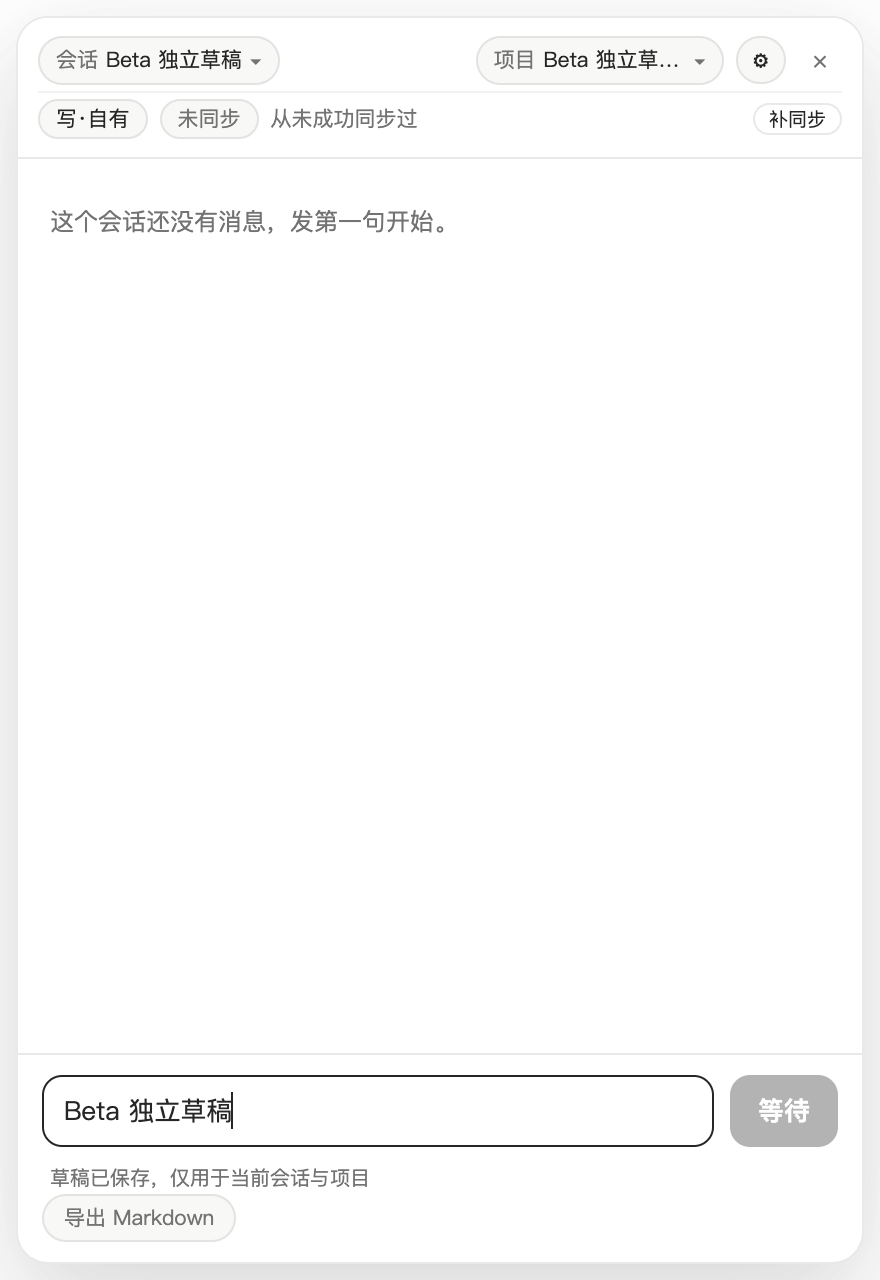 会话 Beta 独立草稿
项目 Beta 独立草…
写·自有 未同步 从未成功同步过 补同步
这个会话还没有消息，发第一句开始。
Beta 独立草稿 等待
草稿已保存，仅用于当前会话与项目
导出 Markdown